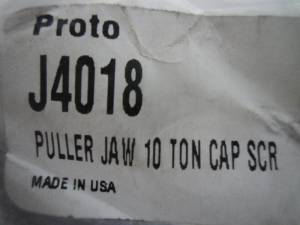 Proto
J4018
PULLER JAW 10 TON CAP SCR
MADE IN USA